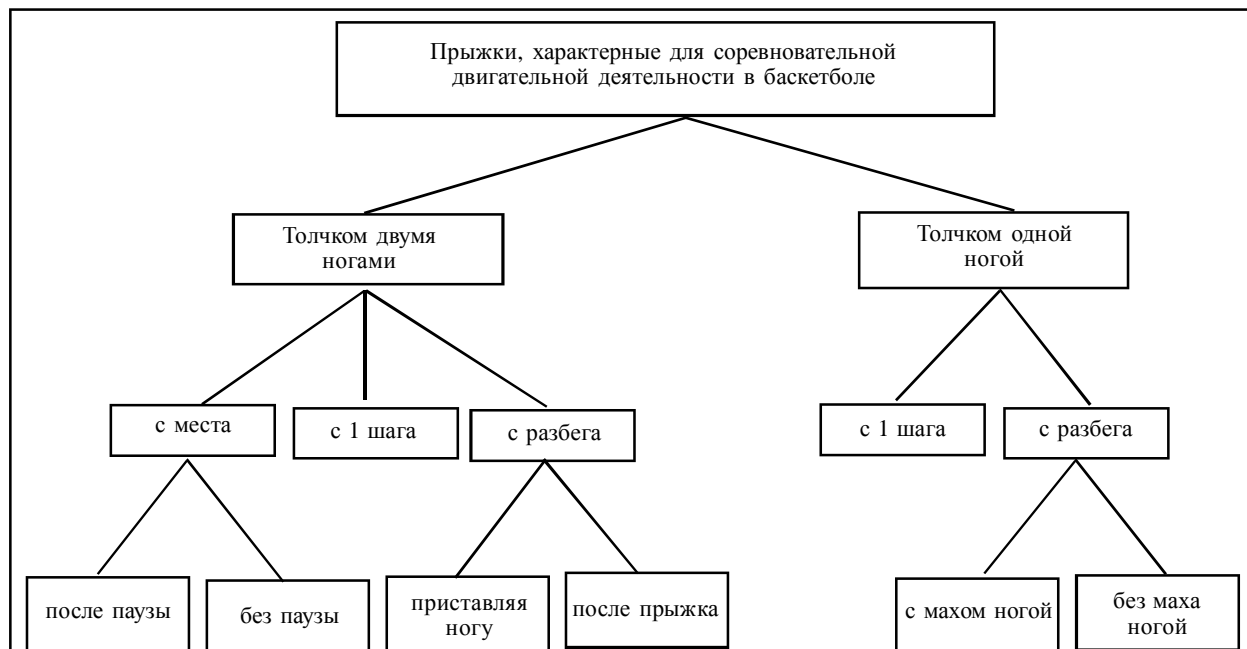 Прыжки, характерные для соревновательной
двигательной деятельности в баскетболе
Толчком двумя
ногами
Толчком одной
ногой
с места
с 1 шага
с разбега
с 1 шага
с разбега
после паузы
без паузы
приставляя
ногу
после прыжка
с махом ногой
без маха
ногой